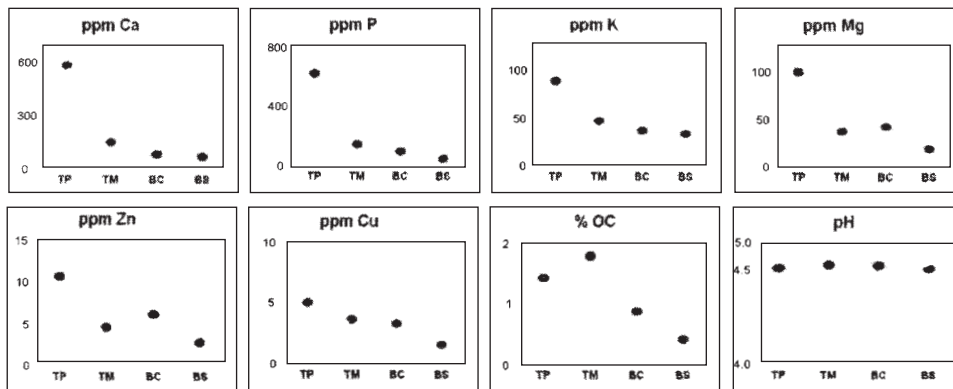 ppm Ca
600
300
0
TP TM BC BS
ppm P
800
400
0
TP TM BC BS
ppm K
100
50
0
TP TM BC BS
ppm Mg
100
50
0
TP TM BC BS
ppm Zn
15
10
5
0
TP TM BC BS
ppm Cu
10
5
0
TP TM BC BS
% OC
2
1
0
TP TM BC BS
pH
5.0
4.5
4.0
TP TM BC BS